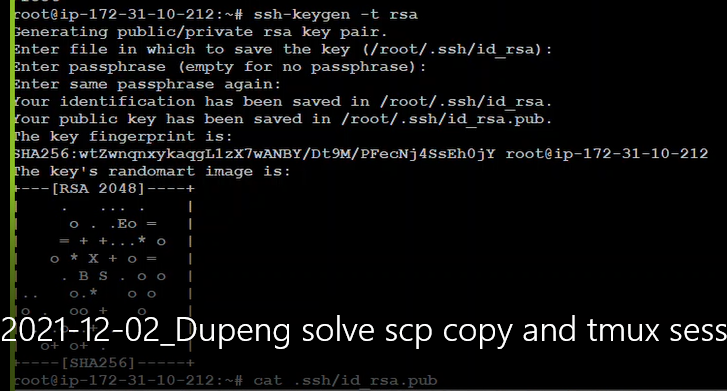 root@ip-172-31-10-212:~# ssh-keygen -t rsa
Generating public/private rsa key pair.
Enter file in which to save the key (/root/.ssh/id_rsa):
Enter passphrase (empty for no passphrase):
Enter same passphrase again:
Your identification has been saved in /root/.ssh/id_rsa.
Your public key has been saved in /root/.ssh/id_rsa.pub.
The key fingerprint is:
SHA256:wtZwnqnxykaqgL1zX7wANBY/Dt9M/PFecNj4SsEh0jY root@ip-172-31-10-212
The key's randomart image is:
+---[RSA 2048]----+
|     .   ... .     |
|      o . .Eo =    |
|     = + +...* o   |
|    o * X + o =    |
|     . B S . o o   |
|..    o.*   o o    |
|o .  oo +   o
2021-12-02_Dupeng solve scp copy and tmux sess
o+ o+ .
+----[SHA256]-----+
root@ip-172-31-10-212:~# cat .ssh/id_rsa.pub